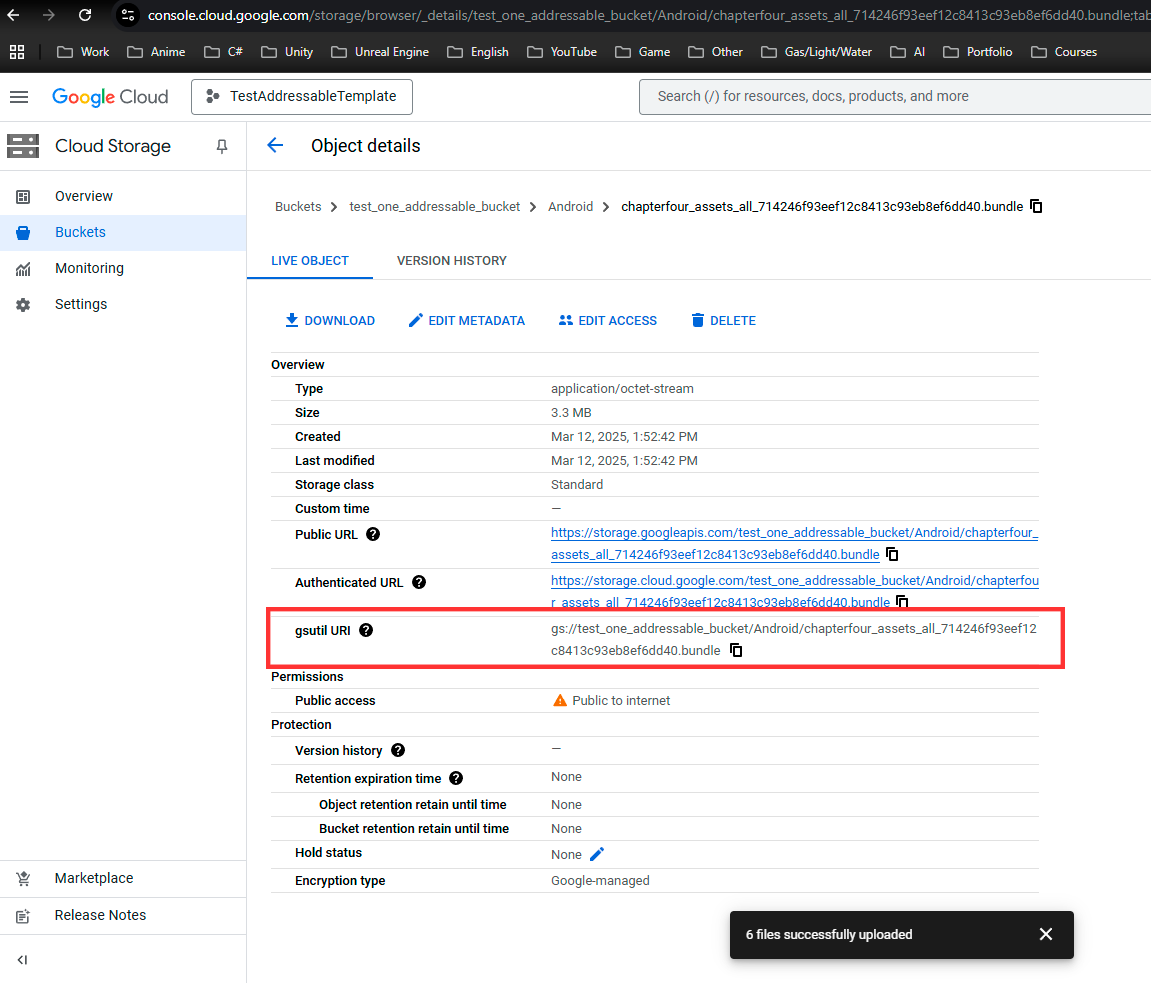 console.cloud.google.com/storage/browser/_details/test_one_addressable_bucket/Android/chapterfour_assets_all_714246f93eef12c8413c93eb8ef6dd40.bundle;tab
Work Anime C# Unity Unreal Engine English YouTube Game Other Gas/Light/Water AI Portfolio Courses
Google Cloud TestAddressableTemplate Search (/) for resources, docs, products, and more
Cloud Storage
Object details
Overview
Buckets
Monitoring
Settings
Marketplace
Release Notes
Buckets > test_one_addressable_bucket > Android > chapterfour_assets_all_714246f93eef12c8413c93eb8ef6dd40.bundle
LIVE OBJECT VERSION HISTORY
DOWNLOAD EDIT METADATA EDIT ACCESS DELETE
Overview
Type application/octet-stream
Size 3.3 MB
Created Mar 12, 2025, 1:52:42 PM
Last modified Mar 12, 2025, 1:52:42 PM
Storage class Standard
Custom time —
Public URL ? https://storage.googleapis.com/test_one_addressable_bucket/Android/chapterfour_
assets_all_714246f93eef12c8413c93eb8ef6dd40.bundle
Authenticated URL ? https://storage.cloud.google.com/test_one_addressable_bucket/Android/chapterfou
r_assets_all_714246f93eef12c8413c93eb8ef6dd40.bundle
gsutil URI ? gs://test_one_addressable_bucket/Android/chapterfour_assets_all_714246f93eef12
c8413c93eb8ef6dd40.bundle
Permissions
Public access Public to internet
Protection
Version history ? —
Retention expiration time ? None
Object retention retain until time None
Bucket retention retain until time None
Hold status None
Encryption type Google-managed
6 files successfully uploaded